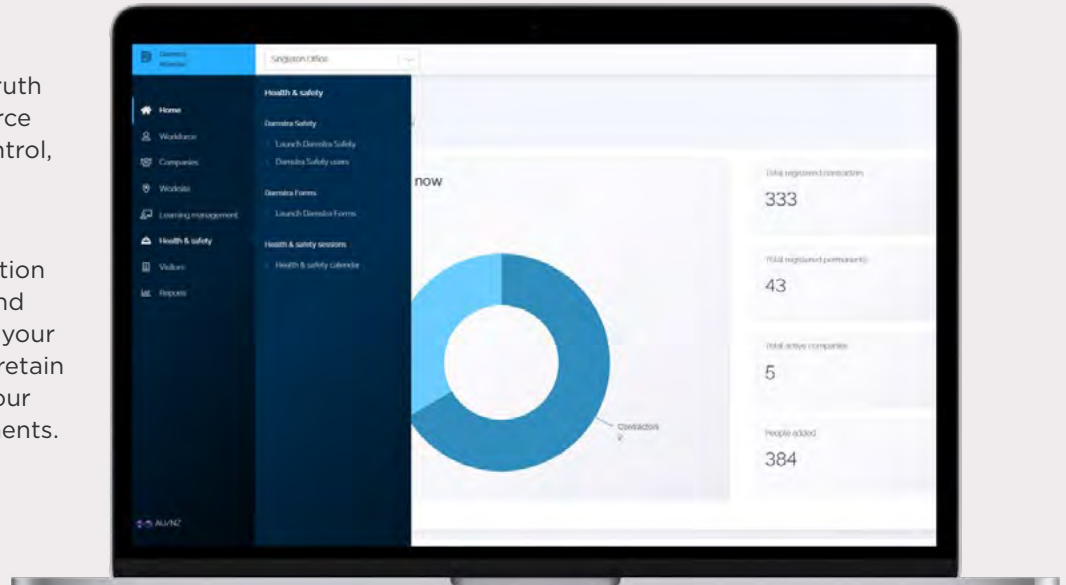 ruth
rce
ntrol,
tion
nd
your
retain
our
ments.
Damstra
Singleton Office
Home
Workforce
Companies
Worksite
Learning management
Health & safety
Visitors
Reports
AU/NZ
Health & safety
Damstra Safety
Launch Damstra Safety
Damstra Safety users
Damstra Forms
Launch Damstra Forms
Health & safety sessions
Health & safety calendar
now
Contractors
Total registered contractors
333
Total registered permanents
43
Total active companies
5
People added
384